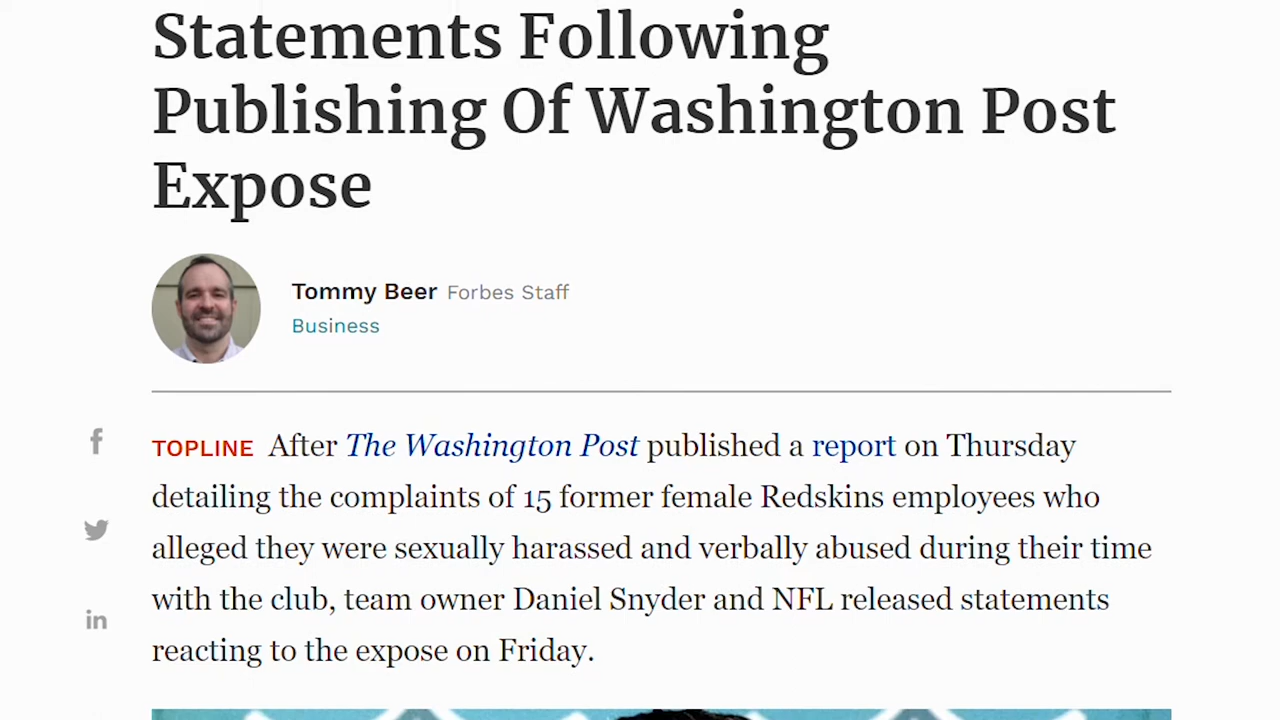 Statements Following
Publishing Of Washington Post
Expose
Tommy Beer Forbes Staff
Business
TOPLINE After The Washington Post published a report on Thursday
detailing the complaints of 15 former female Redskins employees who
alleged they were sexually harassed and verbally abused during their time
with the club, team owner Daniel Snyder and NFL released statements
reacting to the expose on Friday.